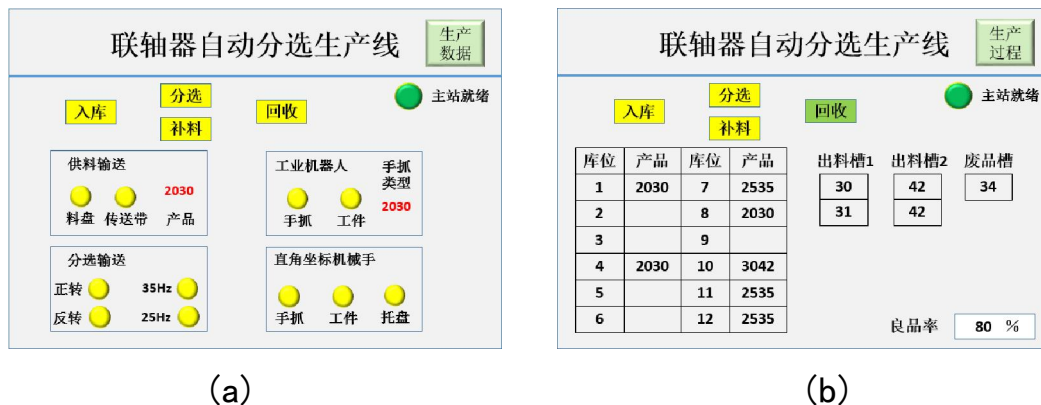 联轴器自动分选生产线
生产
数据
入库
分选
补料
回收
主站就绪
供料输送
料盘 传送带
2030
产品
工业机器人
手抓 工件
手抓
类型
2030
分选输送
正转 35Hz
反转 25Hz
直角坐标机械手
手抓 工件 托盘
(a)
联轴器自动分选生产线
生产
过程
入库
分选
补料
回收
主站就绪
库位 产品 库位 产品
1 2030 7 2535
2 8 2030
3 9
4 2030 10 3042
5 11 2535
6 12 2535
出料槽1 出料槽2 废品槽
30 42 34
31 42
良品率 80 %
(b)